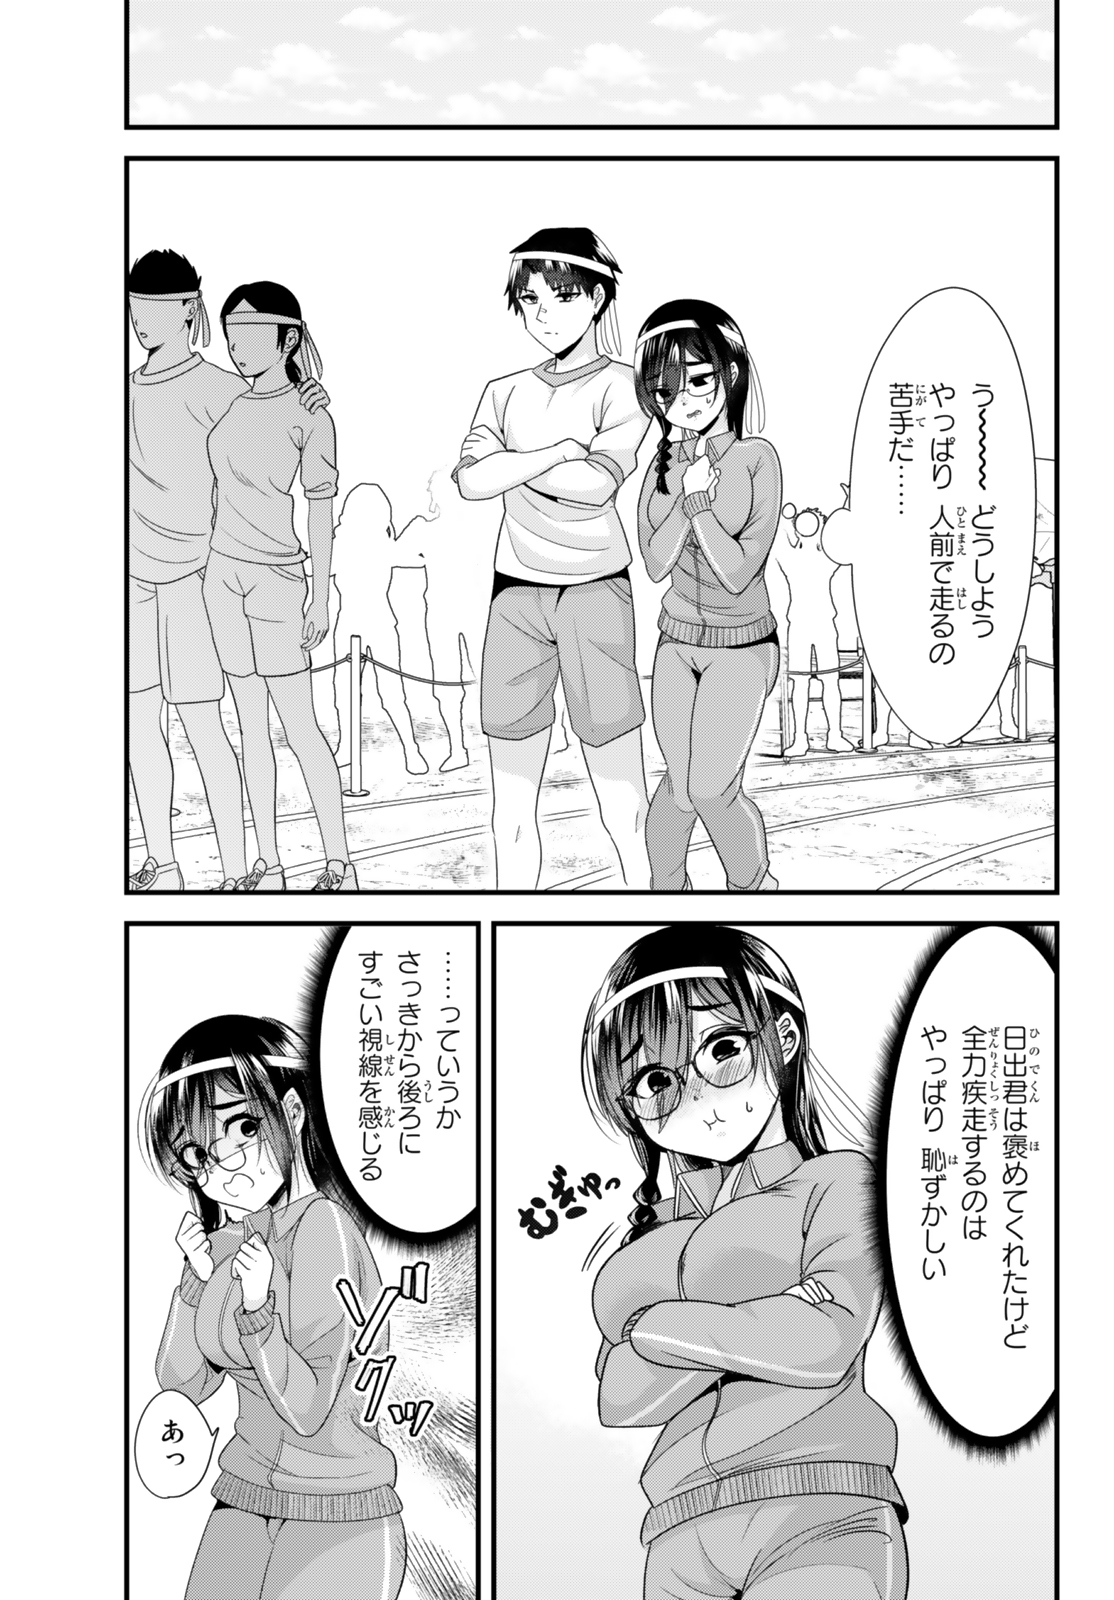 う〜〜〜〜どうしよう
やっぱり人前で走るの
苦手だ……
日出君は褒めてくれたけど
全力疾走するのは
やっぱり恥ずかしい
むぎゅっ
……っていうか
さっきから後ろに
すごい視線を感じる
ゾクッ
あっ